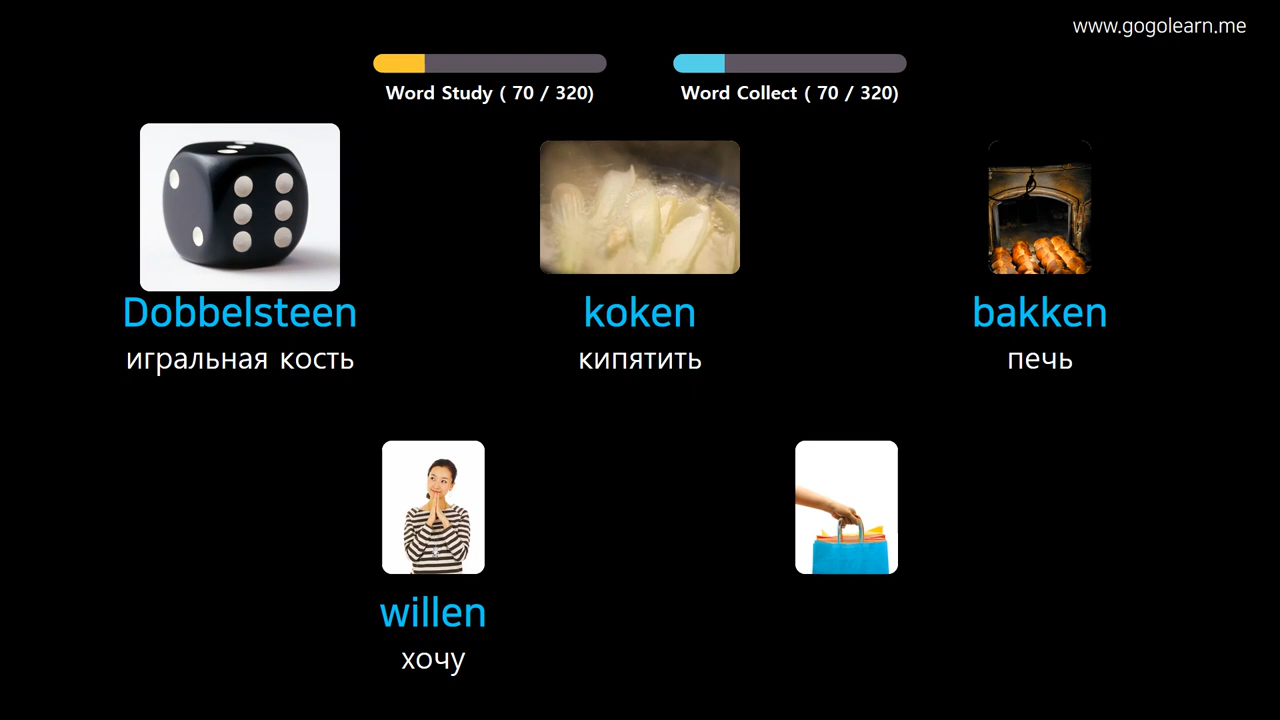 www.gogolearn.me
Word Study ( 70 / 320)
Word Collect ( 70 / 320)
Dobbelsteen
игральная кость
koken
кипятить
bakken
печь
willen
хочу